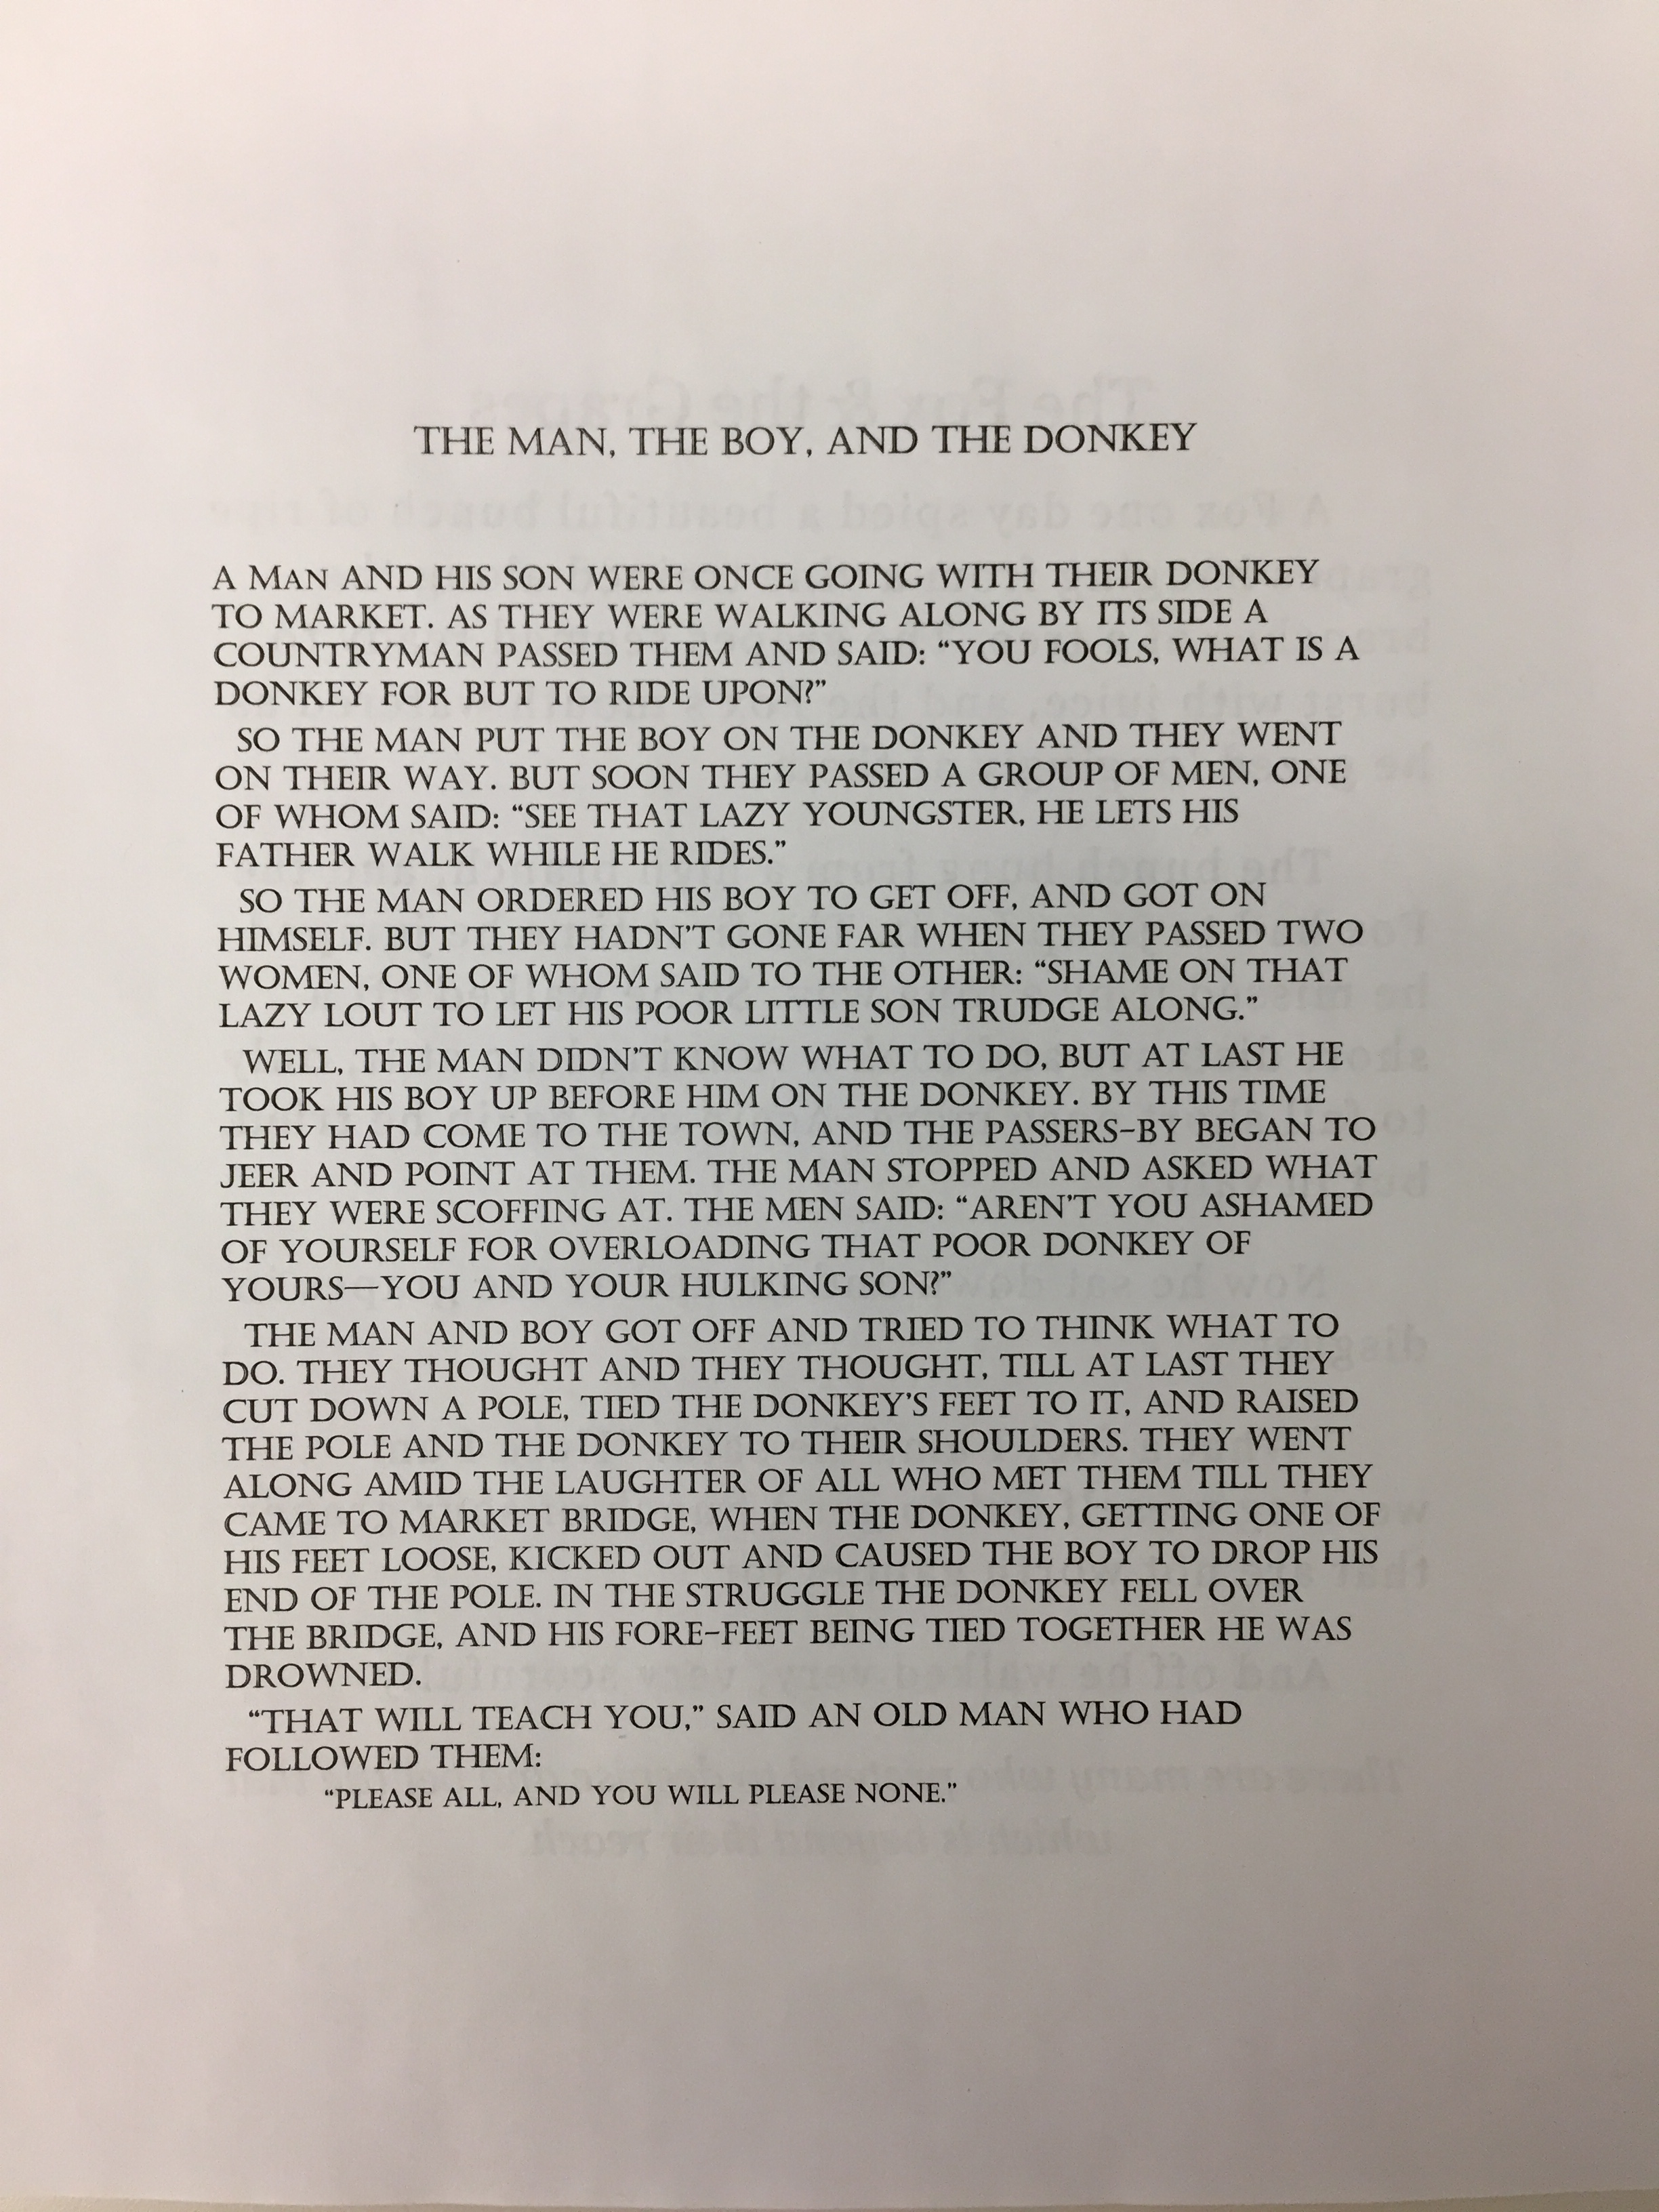 THE MAN, THE BOY, AND THE DONKEY
A MAN AND HIS SON WERE ONCE GOING WITH THEIR DONKEY
TO MARKET. AS THEY WERE WALKING ALONG BY ITS SIDE A
COUNTRYMAN PASSED THEM AND SAID: “YOU FOOLS, WHAT IS A
DONKEY FOR BUT TO RIDE UPON?”
SO THE MAN PUT THE BOY ON THE DONKEY AND THEY WENT
ON THEIR WAY. BUT SOON THEY PASSED A GROUP OF MEN, ONE
OF WHOM SAID: “SEE THAT LAZY YOUNGSTER, HE LETS HIS
FATHER WALK WHILE HE RIDES.”
SO THE MAN ORDERED HIS BOY TO GET OFF, AND GOT ON
HIMSELF. BUT THEY HADN’T GONE FAR WHEN THEY PASSED TWO
WOMEN, ONE OF WHOM SAID TO THE OTHER: “SHAME ON THAT
LAZY LOUT TO LET HIS POOR LITTLE SON TRUDGE ALONG.”
WELL, THE MAN DIDN’T KNOW WHAT TO DO, BUT AT LAST HE
TOOK HIS BOY UP BEFORE HIM ON THE DONKEY. BY THIS TIME
THEY HAD COME TO THE TOWN, AND THE PASSERS-BY BEGAN TO
JEER AND POINT AT THEM. THE MAN STOPPED AND ASKED WHAT
THEY WERE SCOFFING AT. THE MEN SAID: “AREN’T YOU ASHAMED
OF YOURSELF FOR OVERLOADING THAT POOR DONKEY OF
YOURS—YOU AND YOUR HULKING SON?”
THE MAN AND BOY GOT OFF AND TRIED TO THINK WHAT TO
DO. THEY THOUGHT AND THEY THOUGHT, TILL AT LAST THEY
CUT DOWN A POLE, TIED THE DONKEY’S FEET TO IT, AND RAISED
THE POLE AND THE DONKEY TO THEIR SHOULDERS. THEY WENT
ALONG AMID THE LAUGHTER OF ALL WHO MET THEM TILL THEY
CAME TO MARKET BRIDGE, WHEN THE DONKEY, GETTING ONE OF
HIS FEET LOOSE, KICKED OUT AND CAUSED THE BOY TO DROP HIS
END OF THE POLE. IN THE STRUGGLE THE DONKEY FELL OVER
THE BRIDGE, AND HIS FORE-FEET BEING TIED TOGETHER HE WAS
DROWNED.
“THAT WILL TEACH YOU,” SAID AN OLD MAN WHO HAD
FOLLOWED THEM:
“PLEASE ALL, AND YOU WILL PLEASE NONE.”